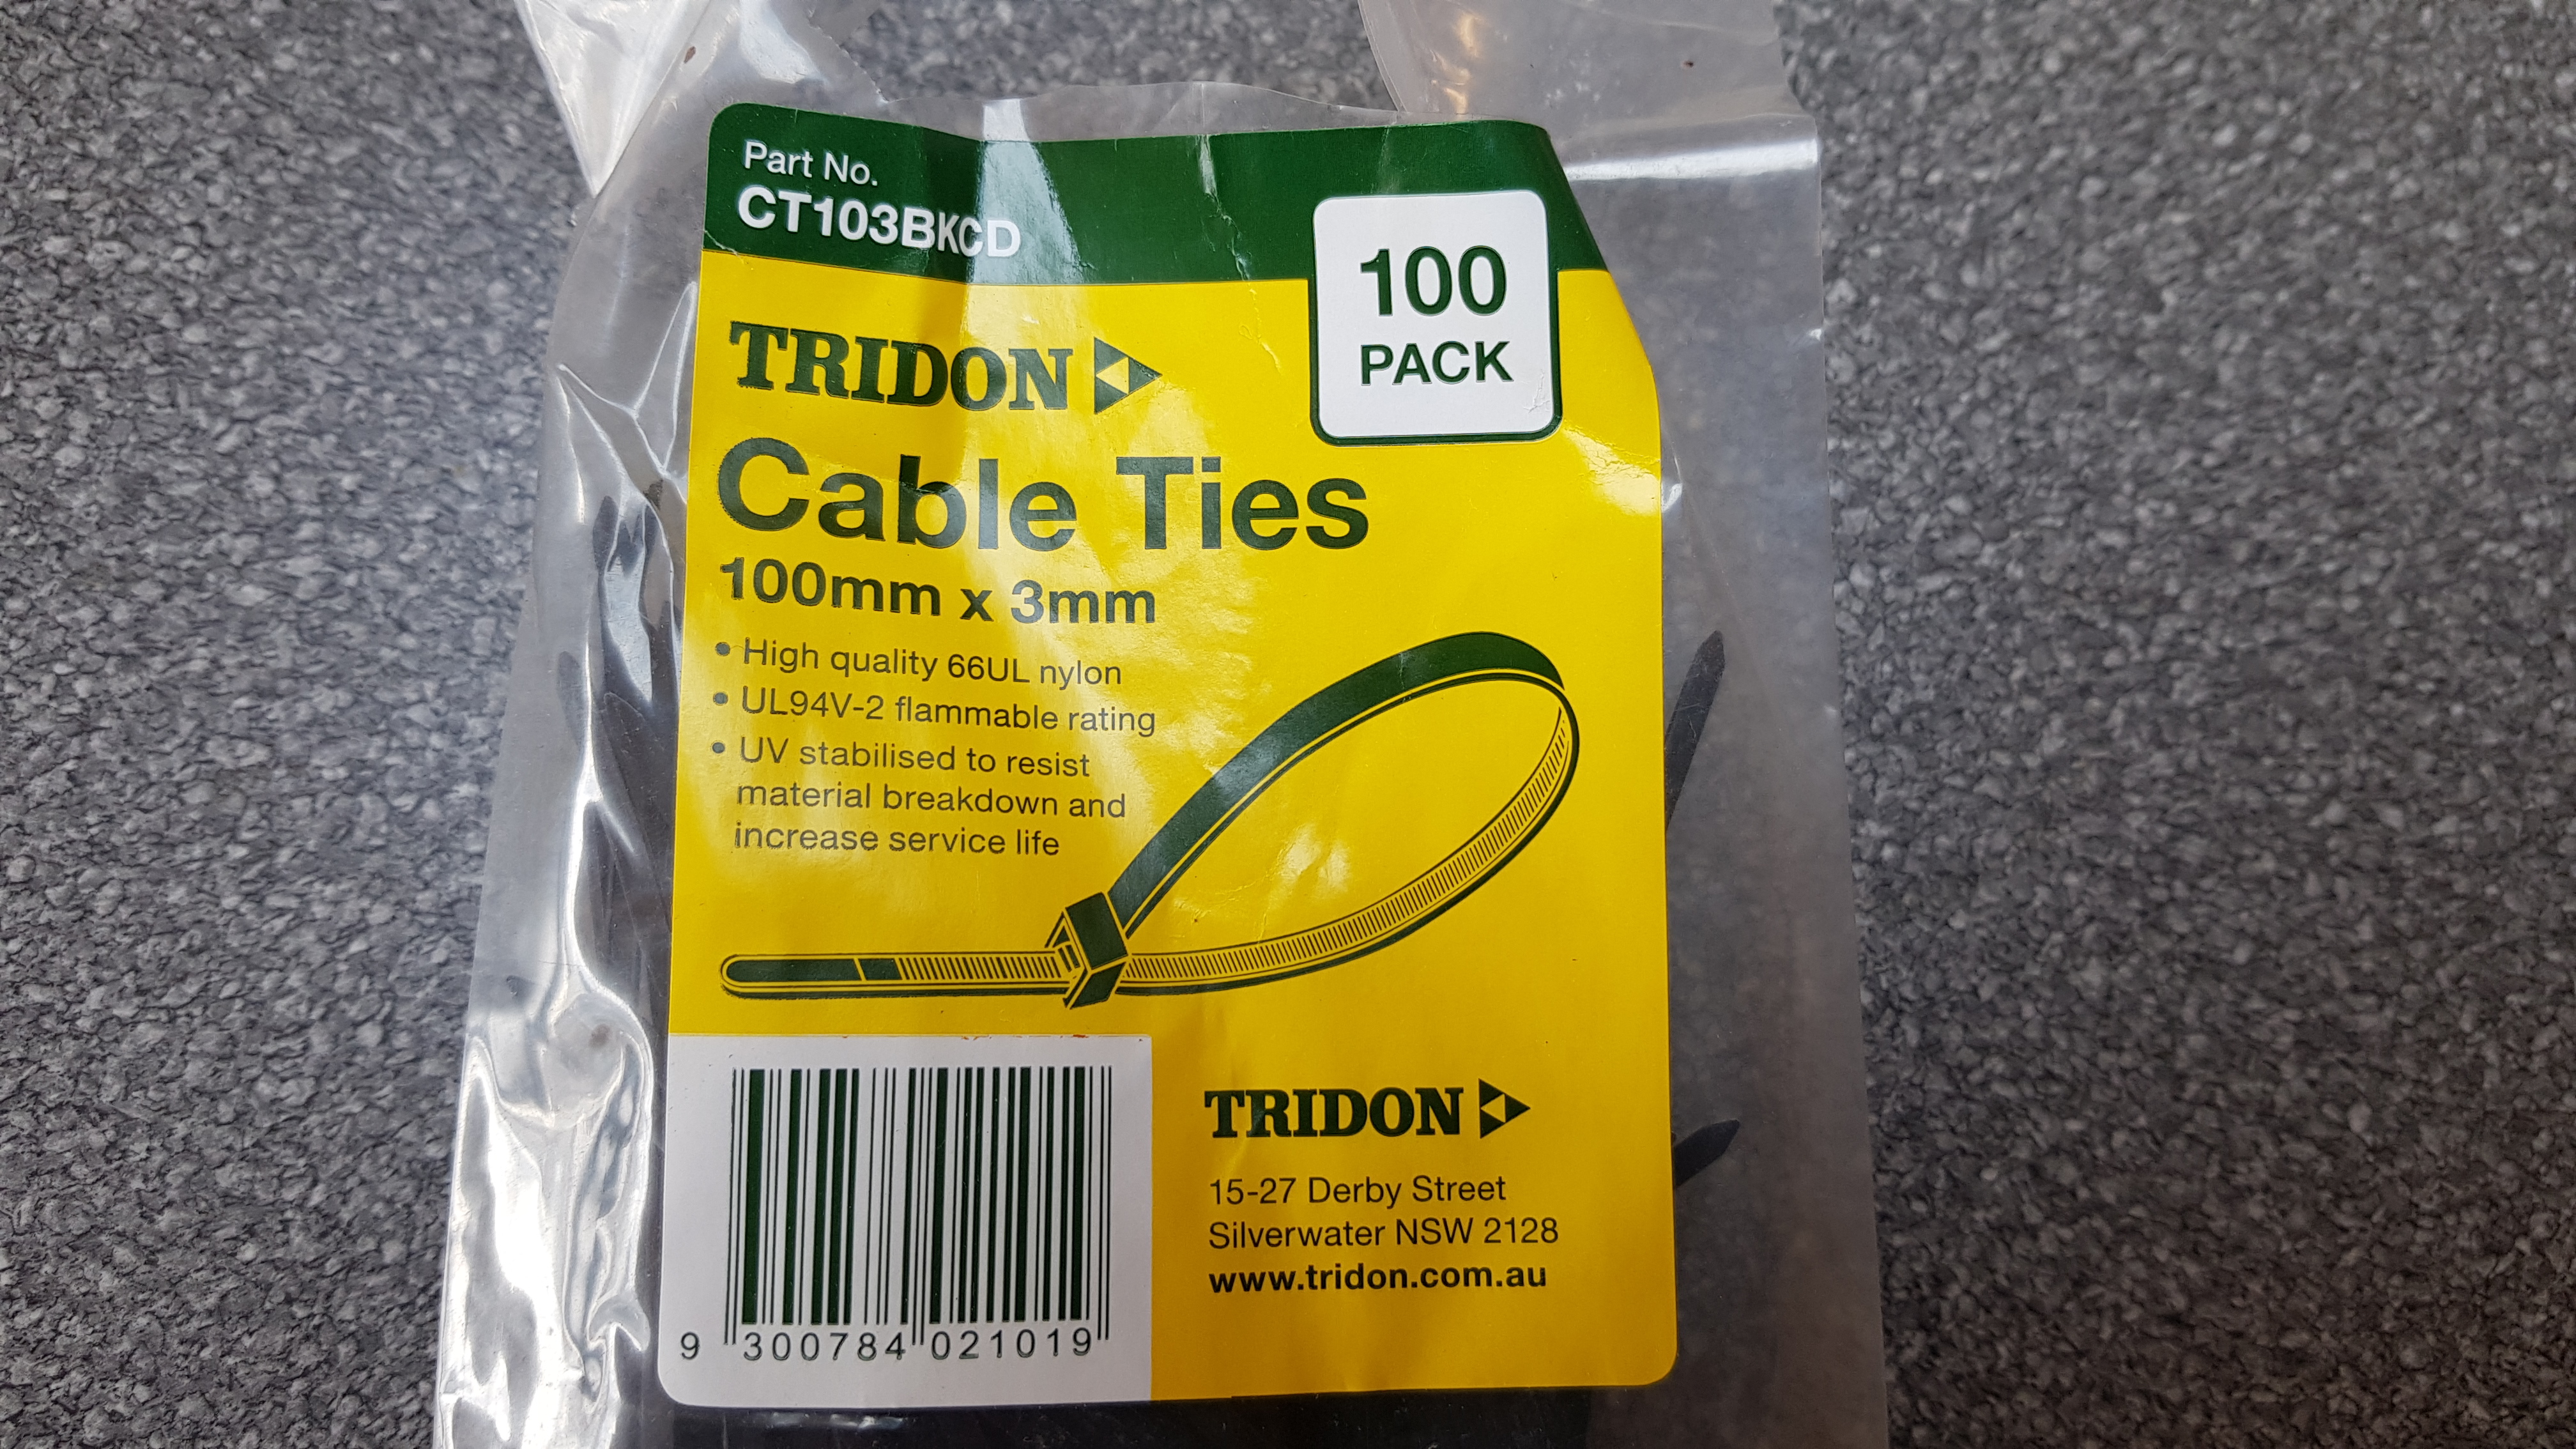 Part No.
CT103BKCD
100
PACK
TRIDON
Cable Ties
100mm x 3mm
• High quality 66UL nylon
• UL94V-2 flammable rating
• UV stabilised to resist
material breakdown and
increase service life
9 300784 021019
TRIDON
15-27 Derby Street
Silverwater NSW 2128
www.tridon.com.au